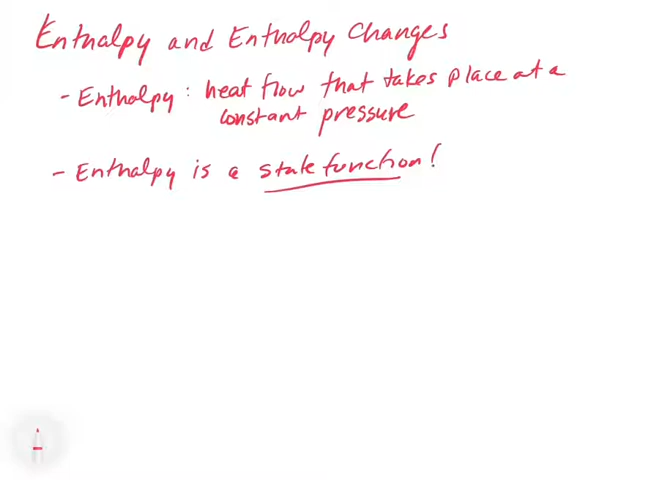 Enthalpy and Enthalpy Changes
- Enthalpy : heat flow that takes place at a
constant pressure
- Enthalpy is a state function!